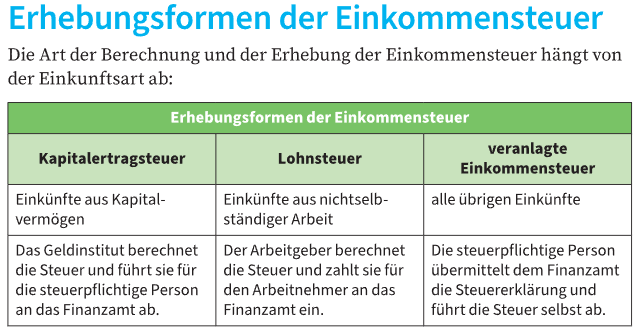 Erhebungsformen der Einkommensteuer
Die Art der Berechnung und der Erhebung der Einkommensteuer hängt von
der Einkunftsart ab:
Erhebungsformen der Einkommensteuer
Kapitalertragsteuer
Lohnsteuer
veranlagte
Einkommensteuer
Einkünfte aus Kapital-
vermögen
Einkünfte aus nichtselb-
ständiger Arbeit
alle übrigen Einkünfte
Das Geldinstitut berechnet
die Steuer und führt sie für
die steuerpflichtige Person
an das Finanzamt ab.
Der Arbeitgeber berechnet
die Steuer und zahlt sie für
den Arbeitnehmer an das
Finanzamt ein.
Die steuerpflichtige Person
übermittelt dem Finanzamt
die Steuererklärung und
führt die Steuer selbst ab.